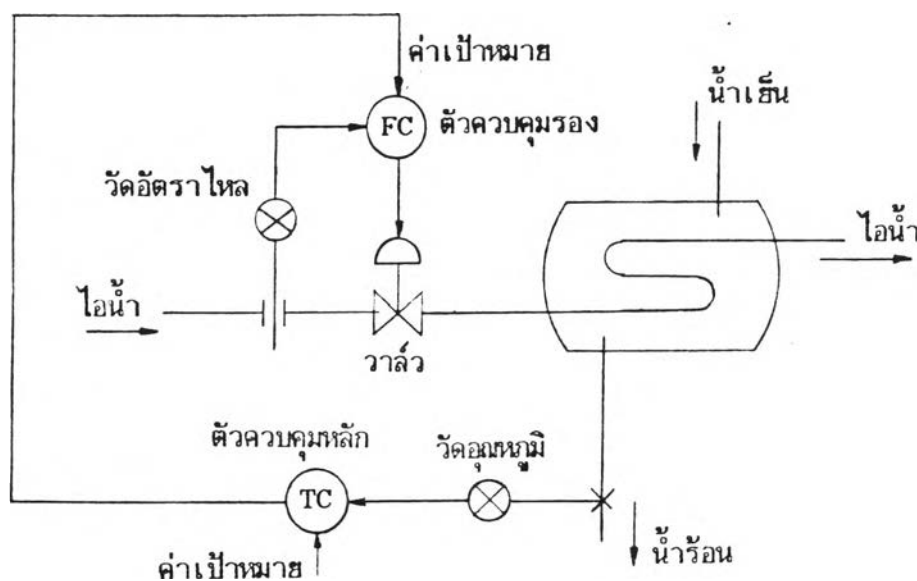 ค่าเป้าหมาย
น้ำเย็น
FC
ตัวควบคุมรอง
วัดอัตราไหล
ไอน้ำ
ไอน้ำ
วาล์ว
ตัวควบคุมหลัก
วัดอุณหภูมิ
TC
ค่าเป้าหมาย
น้ำร้อน